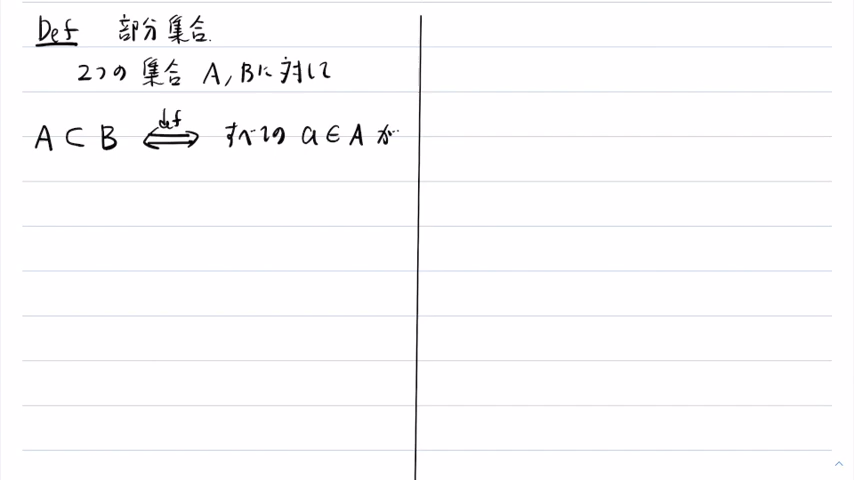 Def 部分集合.
2つの 集合 A, Bに対して
A ⊂ B ⟺ def すべての a ∈ A が